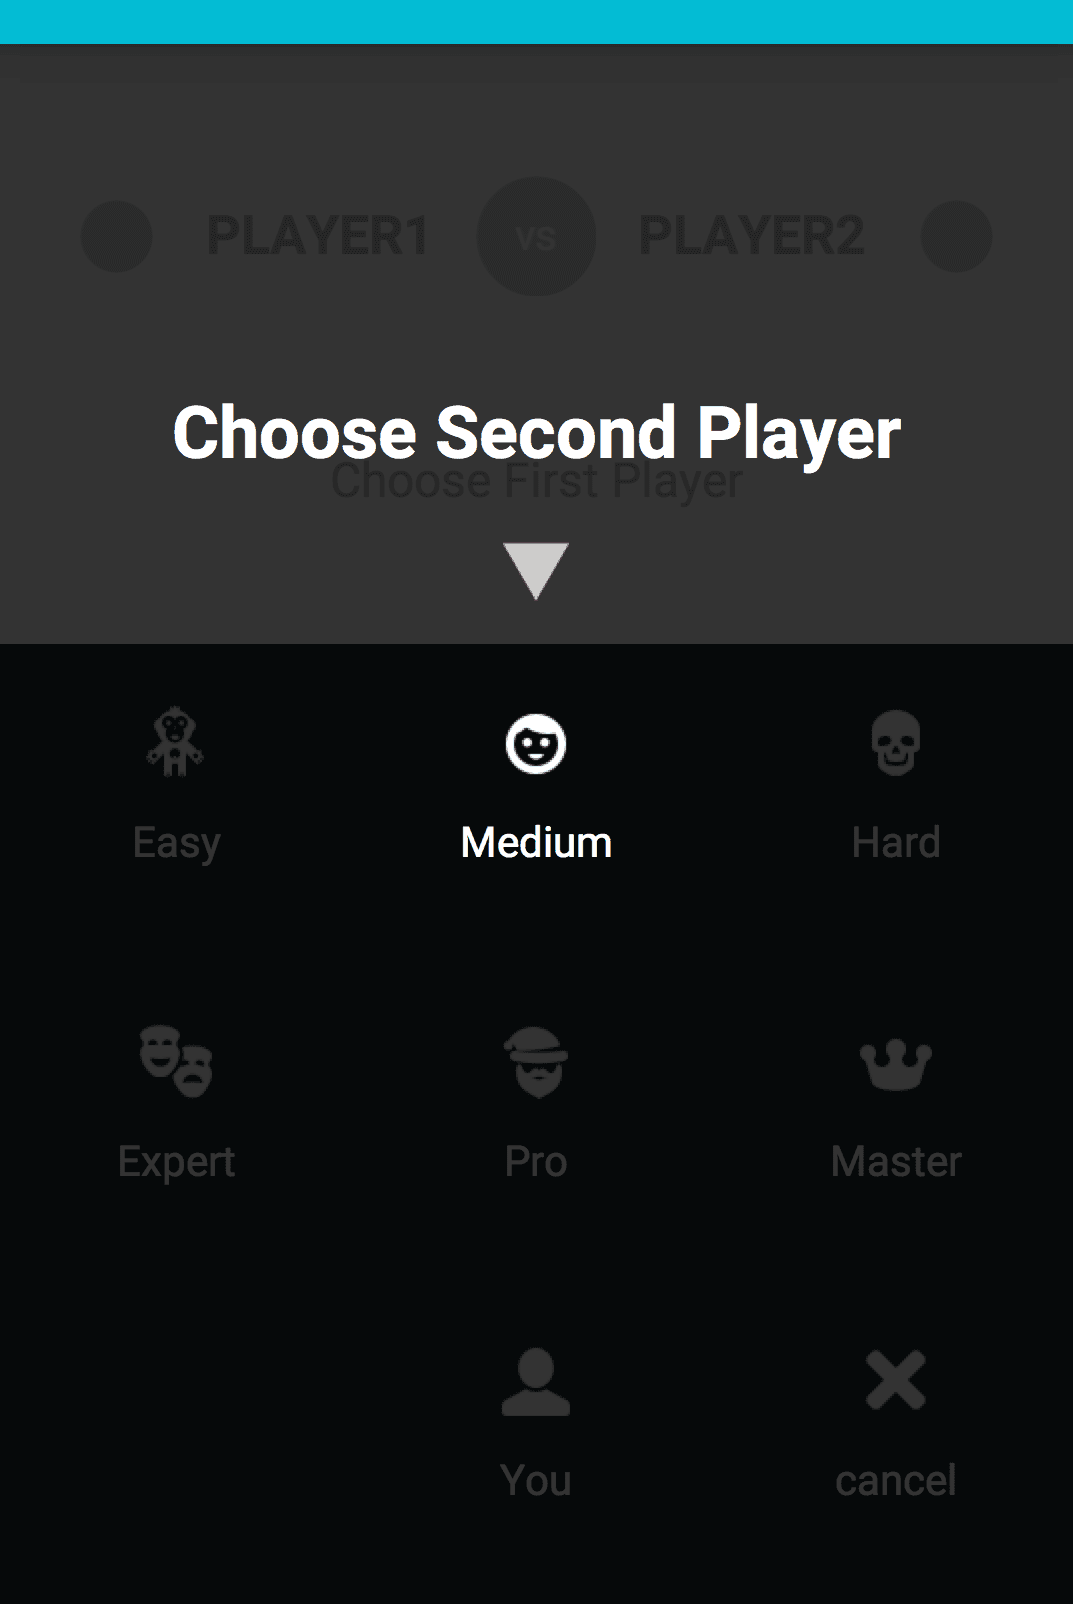 PLAYER1 VS PLAYER2
Choose Second Player
Choose First Player
Easy Medium Hard
Expert Pro Master
You cancel